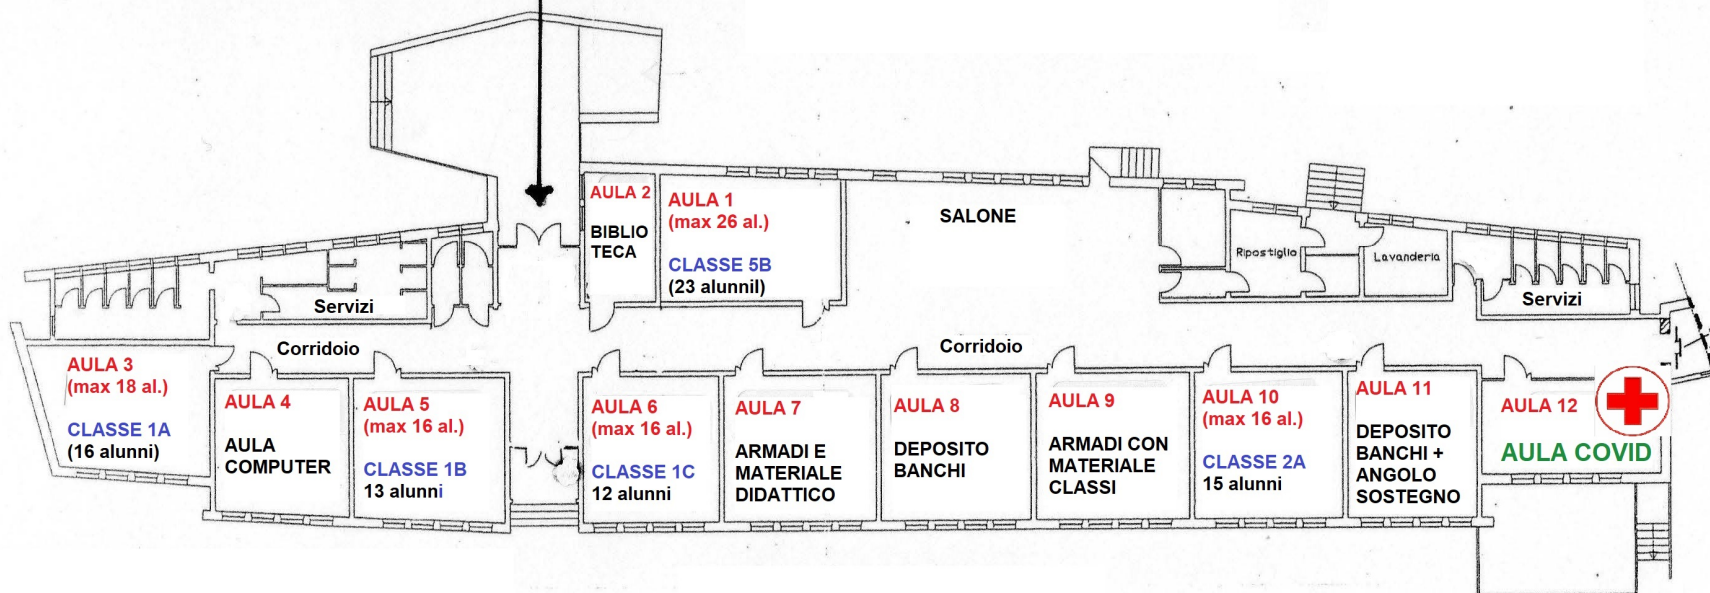 AULA 2
BIBLIO
TECA
AULA 1
(max 26 al.)
CLASSE 5B
(23 alunnil)
SALONE
Ripostiglio
Lavanderia
Servizi
Servizi
Corridoio
Corridoio
AULA 3
(max 18 al.)
CLASSE 1A
(16 alunni)
AULA 4
AULA
COMPUTER
AULA 5
(max 16 al.)
CLASSE 1B
13 alunni
AULA 6
(max 16 al.)
CLASSE 1C
12 alunni
AULA 7
ARMADI E
MATERIALE
DIDATTICO
AULA 8
DEPOSITO
BANCHI
AULA 9
ARMADI CON
MATERIALE
CLASSI
AULA 10
(max 16 al.)
CLASSE 2A
15 alunni
AULA 11
DEPOSITO
BANCHI +
ANGOLO
SOSTEGNO
AULA 12
AULA COVID